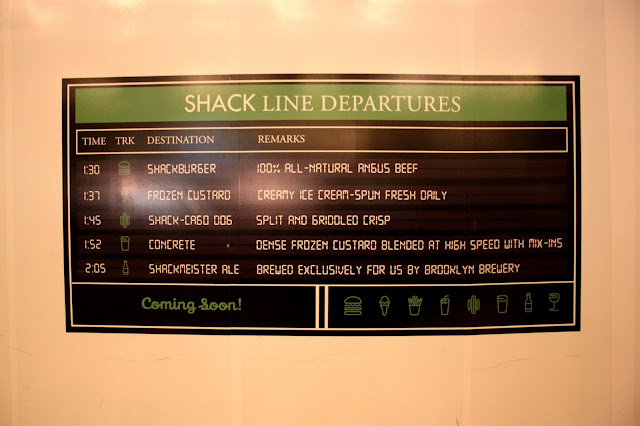 SHACK LINE DEPARTURES
TIME TRK DESTINATION REMARKS
1:30 SHACKBURGER 100% ALL-NATURAL ANGUS BEEF
1:37 FROZEN CUSTARD CREAMY ICE CREAM-SPUN FRESH DAILY
1:45 SHACK-CAGO DOG SPLIT AND GRIDDLED CRISP
1:52 CONCRETE DENSE FROZEN CUSTARD BLENDED AT HIGH SPEED WITH MIX-INS
2:05 SHACKMEISTER ALE BREWED EXCLUSIVELY FOR US BY BROOKLYN BREWERY
Coming Soon!